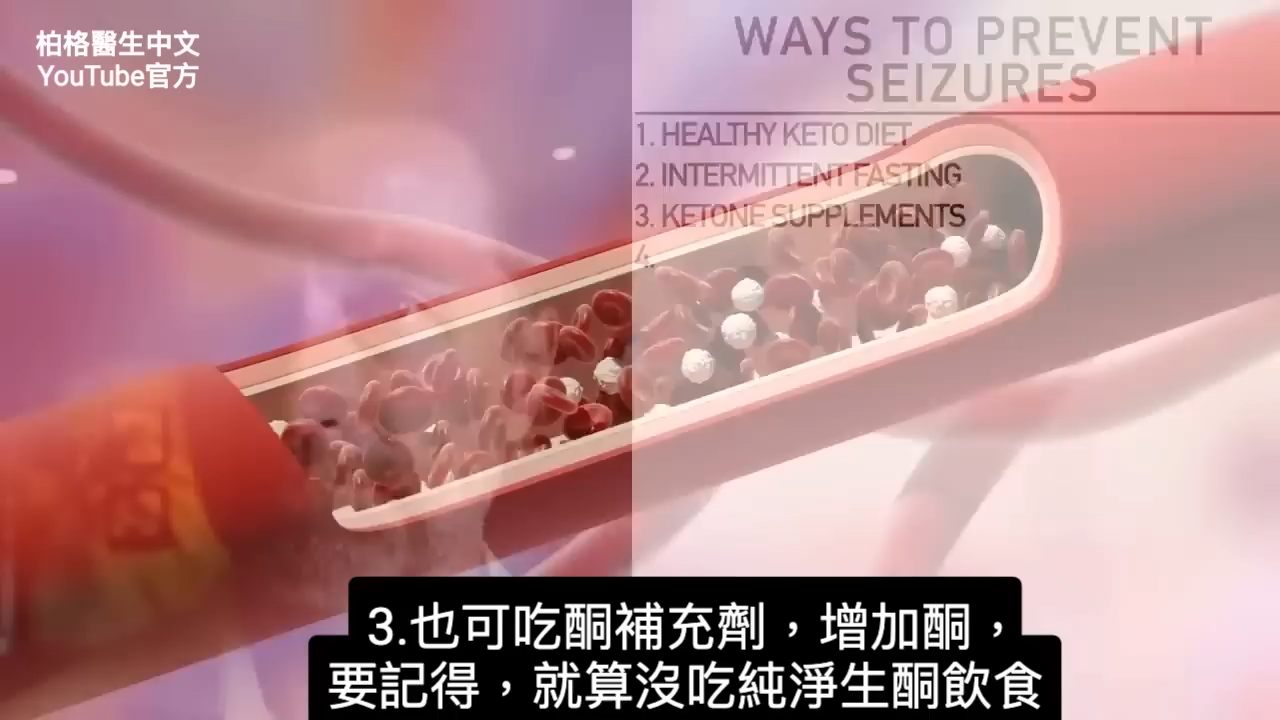 柏格醫生中文
YouTube官方
WAYS TO PREVENT
SEIZURES
1. HEALTHY KETO DIET
2. INTERMITTENT FASTING
3. KETONE SUPPLEMENTS
4.
3.也可吃酮補充劑，增加酮，
要記得，就算沒吃純淨生酮飲食